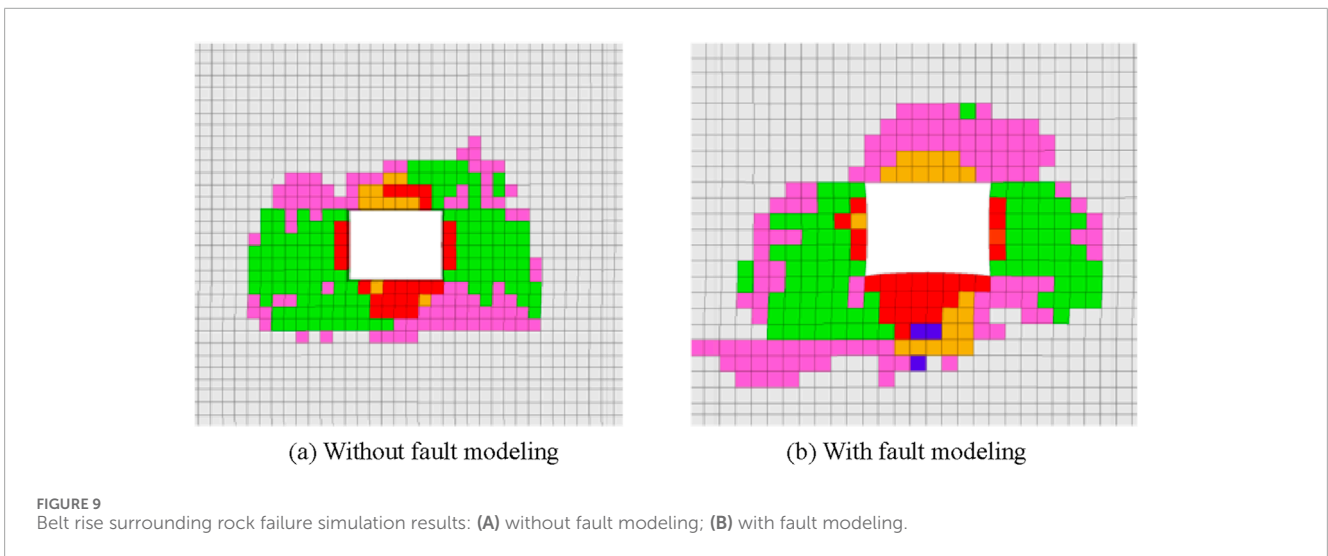 (a) Without fault modeling
(b) With fault modeling
FIGURE 9
Belt rise surrounding rock failure simulation results: (A) without fault modeling; (B) with fault modeling.